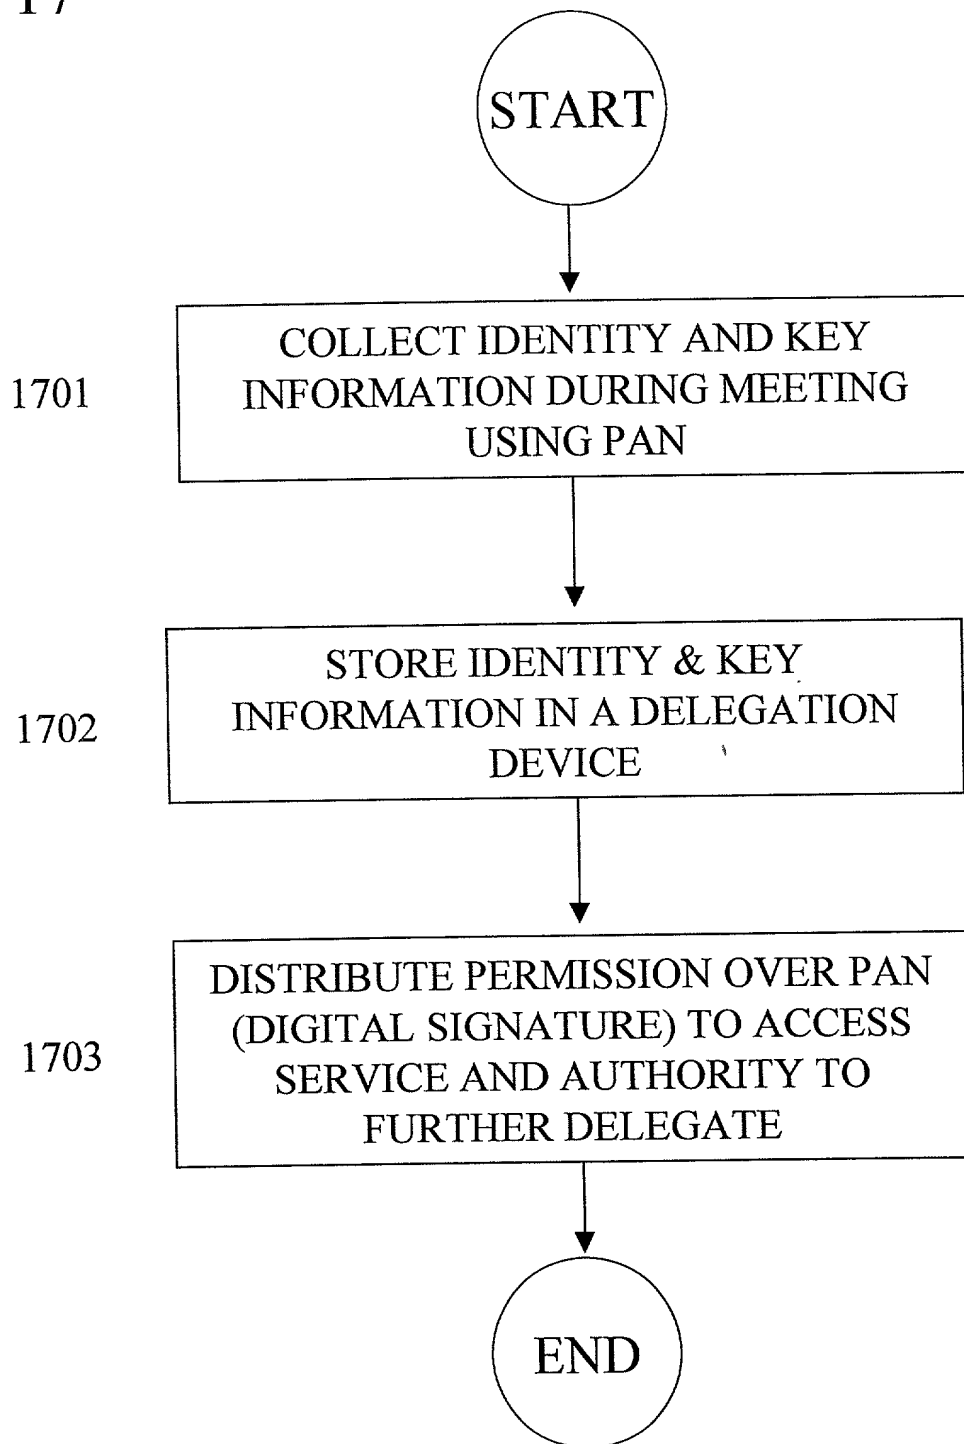 17
START
COLLECT IDENTITY AND KEY
INFORMATION DURING MEETING
USING PAN
1701
STORE IDENTITY & KEY
INFORMATION IN A DELEGATION
DEVICE
1702
DISTRIBUTE PERMISSION OVER PAN
(DIGITAL SIGNATURE) TO ACCESS
SERVICE AND AUTHORITY TO
FURTHER DELEGATE
1703
END